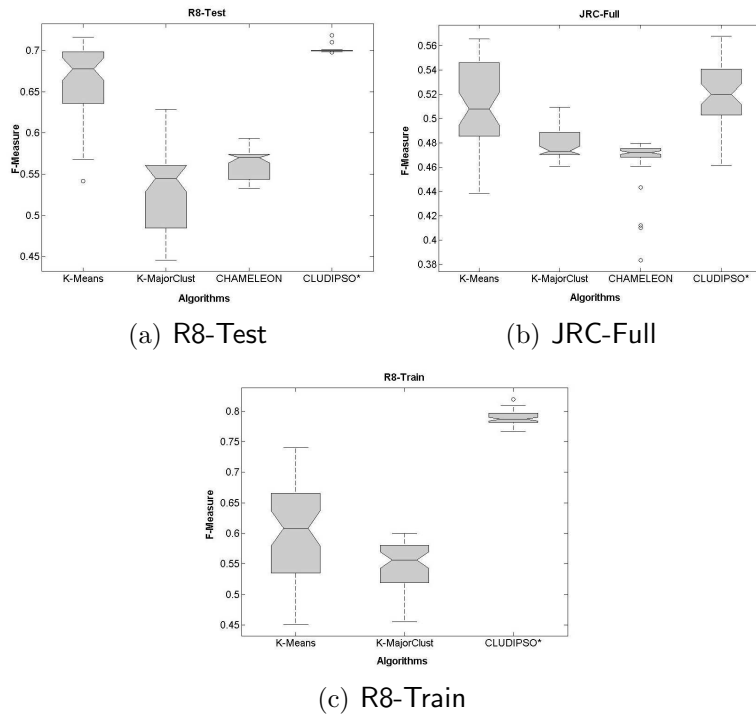 R8-Test
F-Measure
0.7
0.65
0.6
0.55
0.5
0.45
K-Means K-MajorClust CHAMELEON CLUDIPSO*
Algorithms
(a) R8-Test
JRC-Full
F-Measure
0.56
0.54
0.52
0.5
0.48
0.46
0.44
0.42
0.4
0.38
K-Means K-MajorClust CHAMELEON CLUDIPSO*
Algorithms
(b) JRC-Full
R8-Train
F-Measure
0.8
0.75
0.7
0.65
0.6
0.55
0.5
0.45
K-Means K-MajorClust CLUDIPSO*
Algorithms
(c) R8-Train